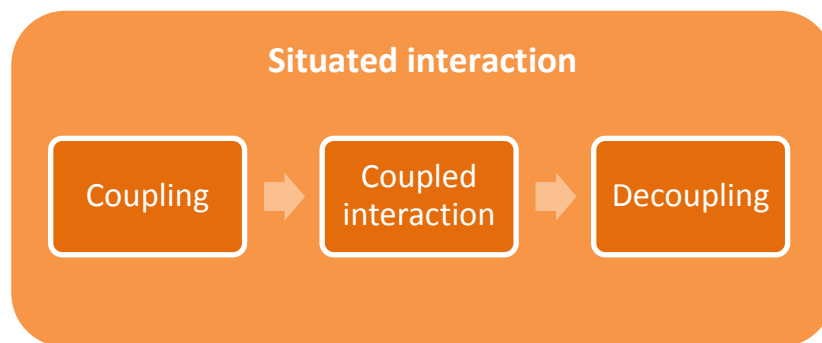 Situated interaction
Coupling
Coupled
interaction
Decoupling